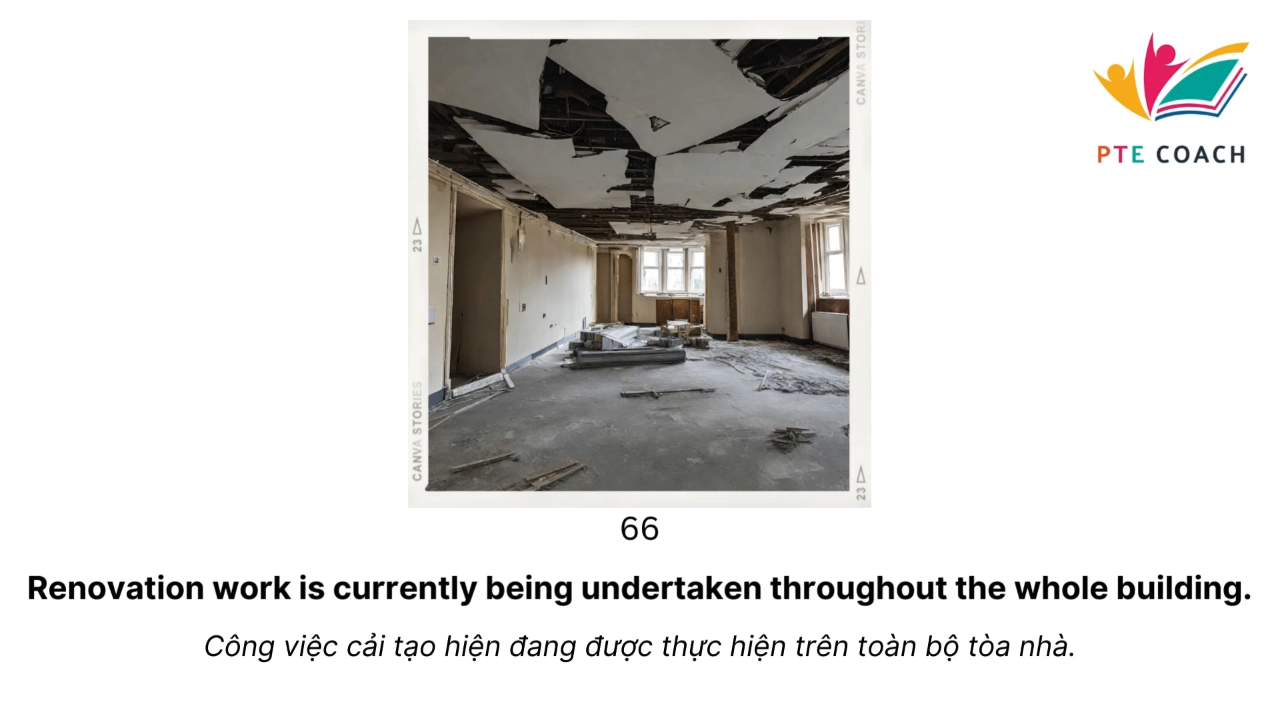 CANVA STORI
PTE COACH
23
CANVA STORIES
23
66
Renovation work is currently being undertaken throughout the whole building.
Công việc cải tạo hiện đang được thực hiện trên toàn bộ tòa nhà.